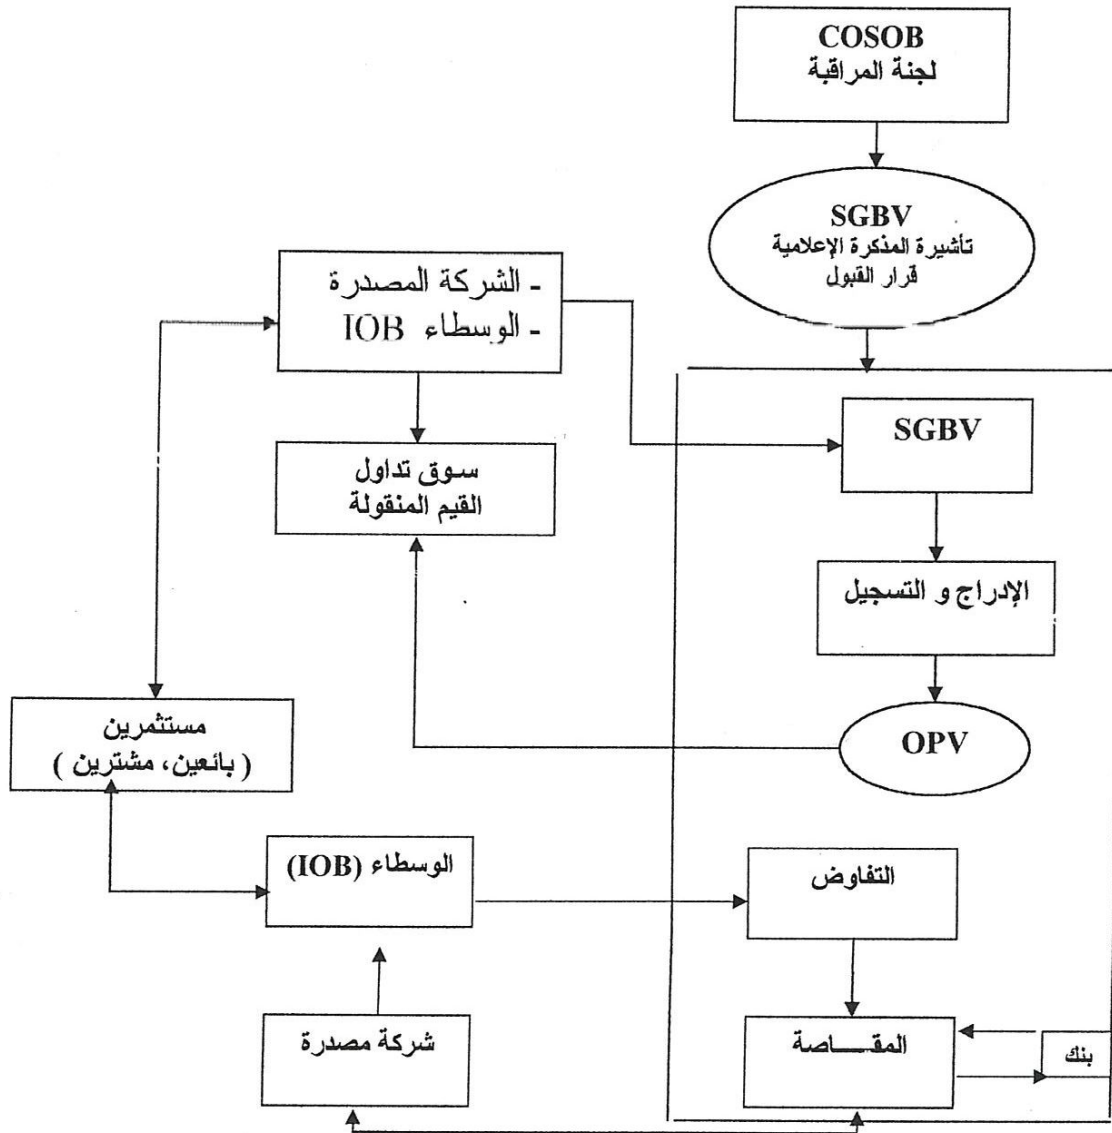 COSOB
لجنة المراقبة
SGBV
تأشيرة المذكرة الإعلامية
قرار القبول
- الشركة المصدرة
- الوسطاء IOB
SGBV
سوق تداول
القيم المنقولة
الإدراج و التسجيل
مستثمرين
( بائعين، مشترين )
OPV
الوسطاء (IOB)
التفاوض
شركة مصدرة
المقــــاصة
بنك